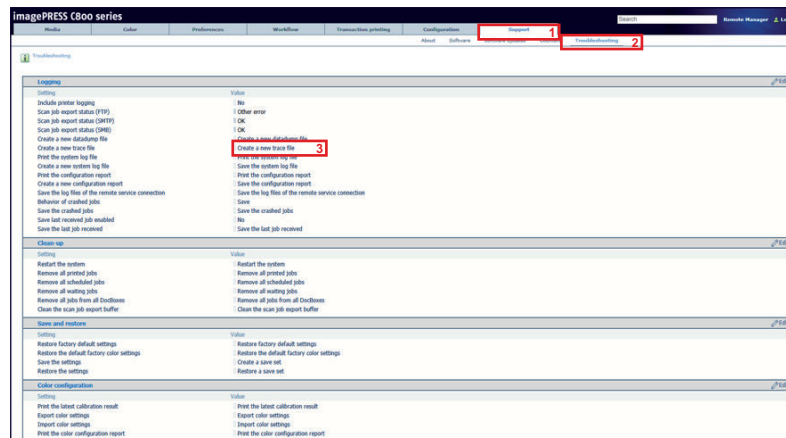 imagePRESS C800 series
Search
Remote Manager
Media Color Preferences Workflow Transaction printing Configuration Support 1
About Software Troubleshooting 2
Troubleshooting
Logging Edi
Setting Value
Include printer logging No
Scan job export status (FTP) Other error
Scan job export status (SMTP) OK
Scan job export status (SMB) OK
Create a new datadump file Create a new datadump file
Create a new trace file Create a new trace file 3
Print the system log file Print the system log file
Create a new system log file Save the system log file
Print the configuration report Print the configuration report
Create a new configuration report Save the configuration report
Save the log files of the remote service connection Save the log files of the remote service connection
Behavior of crashed jobs Save
Save the crashed jobs Save the crashed jobs
Save last received job enabled No
Save the last job received Save the last job received
Clean-up Edi
Setting Value
Restart the system Restart the system
Remove all printed jobs Remove all printed jobs
Remove all scheduled jobs Remove all scheduled jobs
Remove all waiting jobs Remove all waiting jobs
Remove all jobs from all DocBoxes Remove all jobs from all DocBoxes
Clean the scan job export buffer Clean the scan job export buffer
Save and restore Edi
Setting Value
Restore factory default settings Restore factory default settings
Restore the default factory color settings Restore the default factory color settings
Save the settings Create a save set
Restore the settings Restore a save set
Color configuration Edi
Setting Value
Print the latest calibration result Print the latest calibration result
Export color settings Export color settings
Import color settings Import color settings
Print the color configuration report Print the color configuration report